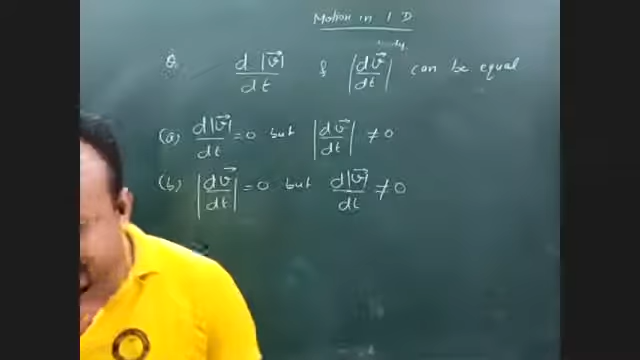 Motion in 1 D
Q. d|v⃗|/dt & |dv⃗/dt| can be equal
(a) d|v⃗|/dt = 0 but |dv⃗/dt| ≠ 0
(b) |dv⃗/dt| = 0 but d|v⃗|/dt ≠ 0